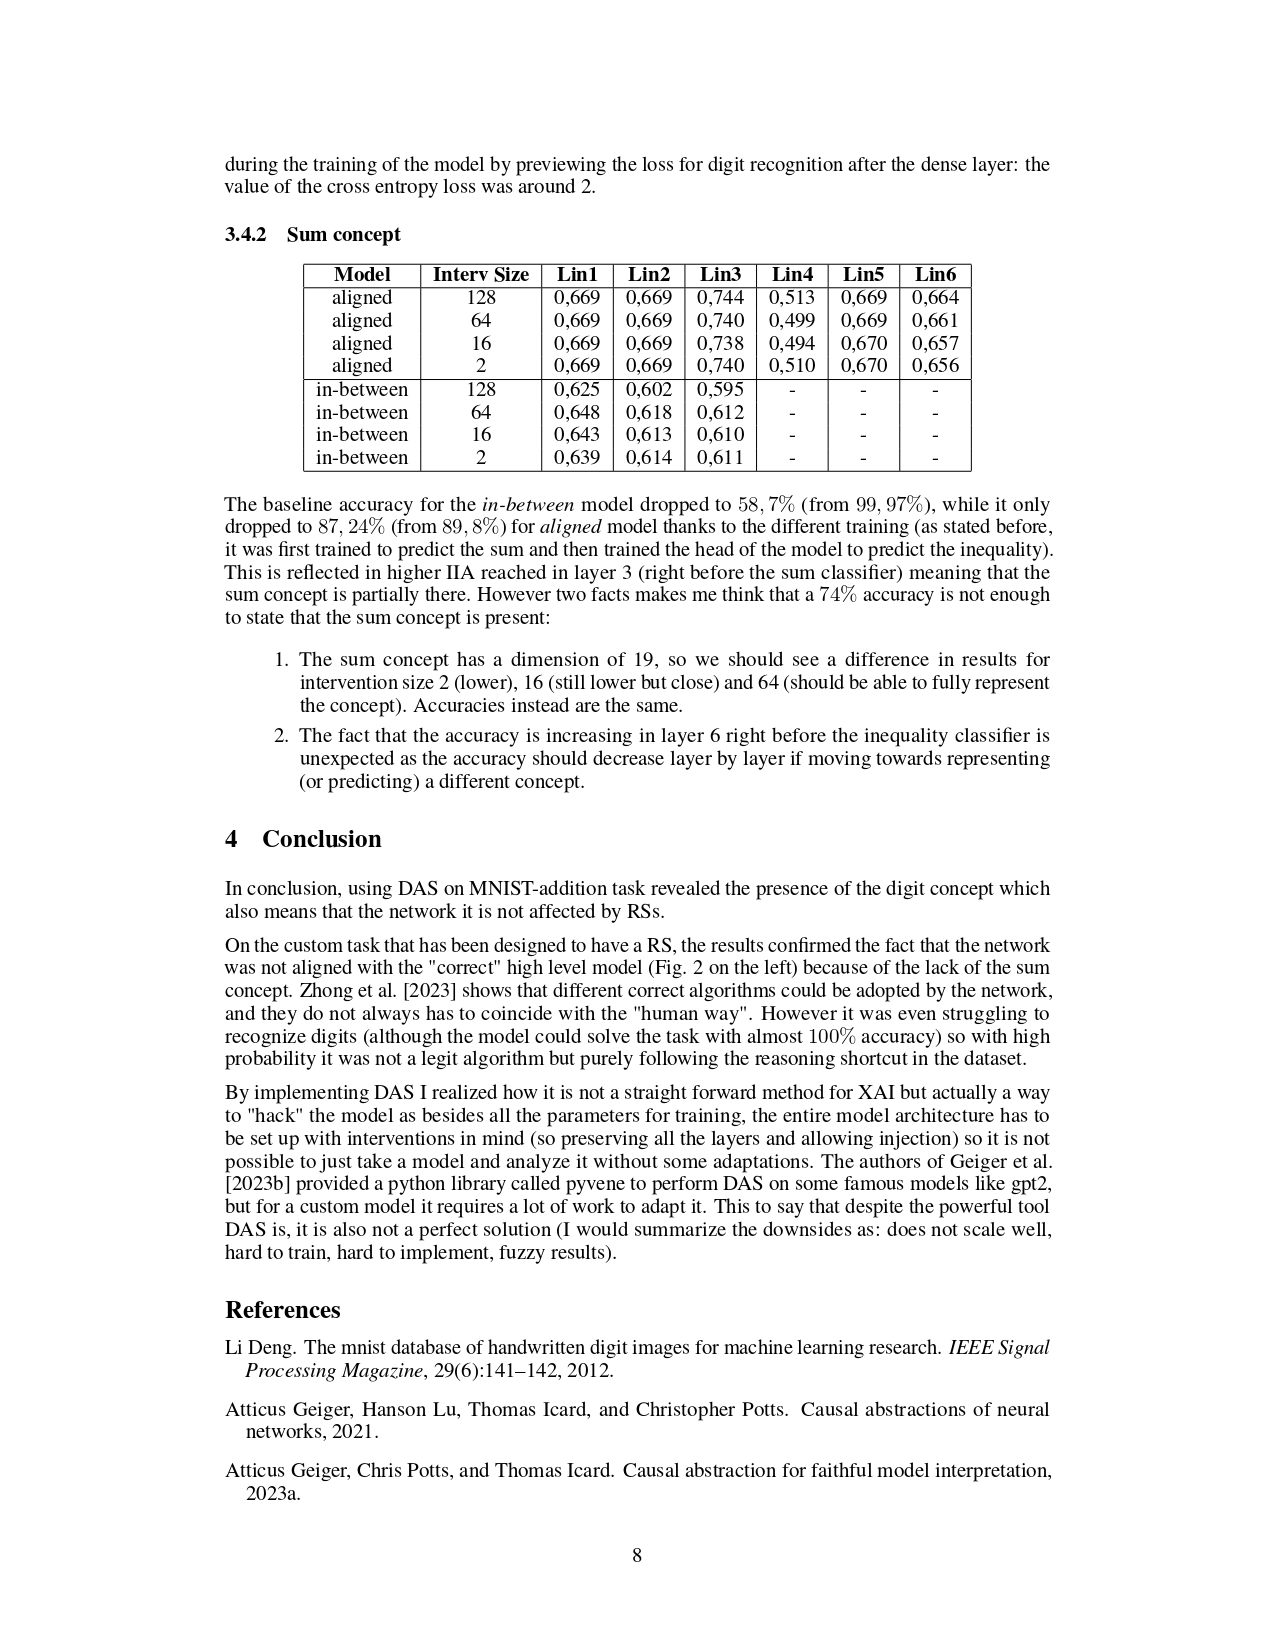 during the training of the model by previewing the loss for digit recognition after the dense layer: the
value of the cross entropy loss was around 2.
3.4.2 Sum concept
Model Interv Size Lin1 Lin2 Lin3 Lin4 Lin5 Lin6
aligned 128 0,669 0,669 0,744 0,513 0,669 0,664
aligned 64 0,669 0,669 0,740 0,499 0,669 0,661
aligned 16 0,669 0,669 0,738 0,494 0,670 0,657
aligned 2 0,669 0,669 0,740 0,510 0,670 0,656
in-between 128 0,625 0,602 0,595 - - -
in-between 64 0,648 0,618 0,612 - - -
in-between 16 0,643 0,613 0,610 - - -
in-between 2 0,639 0,614 0,611 - - -
The baseline accuracy for the in-between model dropped to 58, 7% (from 99, 97%), while it only
dropped to 87, 24% (from 89, 8%) for aligned model thanks to the different training (as stated before,
it was first trained to predict the sum and then trained the head of the model to predict the inequality).
This is reflected in higher IIA reached in layer 3 (right before the sum classifier) meaning that the
sum concept is partially there. However two facts makes me think that a 74% accuracy is not enough
to state that the sum concept is present:
1. The sum concept has a dimension of 19, so we should see a difference in results for
intervention size 2 (lower), 16 (still lower but close) and 64 (should be able to fully represent
the concept). Accuracies instead are the same.
2. The fact that the accuracy is increasing in layer 6 right before the inequality classifier is
unexpected as the accuracy should decrease layer by layer if moving towards representing
(or predicting) a different concept.
4 Conclusion
In conclusion, using DAS on MNIST-addition task revealed the presence of the digit concept which
also means that the network it is not affected by RSs.
On the custom task that has been designed to have a RS, the results confirmed the fact that the network
was not aligned with the "correct" high level model (Fig. 2 on the left) because of the lack of the sum
concept. Zhong et al. [2023] shows that different correct algorithms could be adopted by the network,
and they do not always has to coincide with the "human way". However it was even struggling to
recognize digits (although the model could solve the task with almost 100% accuracy) so with high
probability it was not a legit algorithm but purely following the reasoning shortcut in the dataset.
By implementing DAS I realized how it is not a straight forward method for XAI but actually a way
to "hack" the model as besides all the parameters for training, the entire model architecture has to
be set up with interventions in mind (so preserving all the layers and allowing injection) so it is not
possible to just take a model and analyze it without some adaptations. The authors of Geiger et al.
[2023b] provided a python library called pyvene to perform DAS on some famous models like gpt2,
but for a custom model it requires a lot of work to adapt it. This to say that despite the powerful tool
DAS is, it is also not a perfect solution (I would summarize the downsides as: does not scale well,
hard to train, hard to implement, fuzzy results).
References
Li Deng. The mnist database of handwritten digit images for machine learning research. IEEE Signal
Processing Magazine, 29(6):141–142, 2012.
Atticus Geiger, Hanson Lu, Thomas Icard, and Christopher Potts. Causal abstractions of neural
networks, 2021.
Atticus Geiger, Chris Potts, and Thomas Icard. Causal abstraction for faithful model interpretation,
2023a.
8